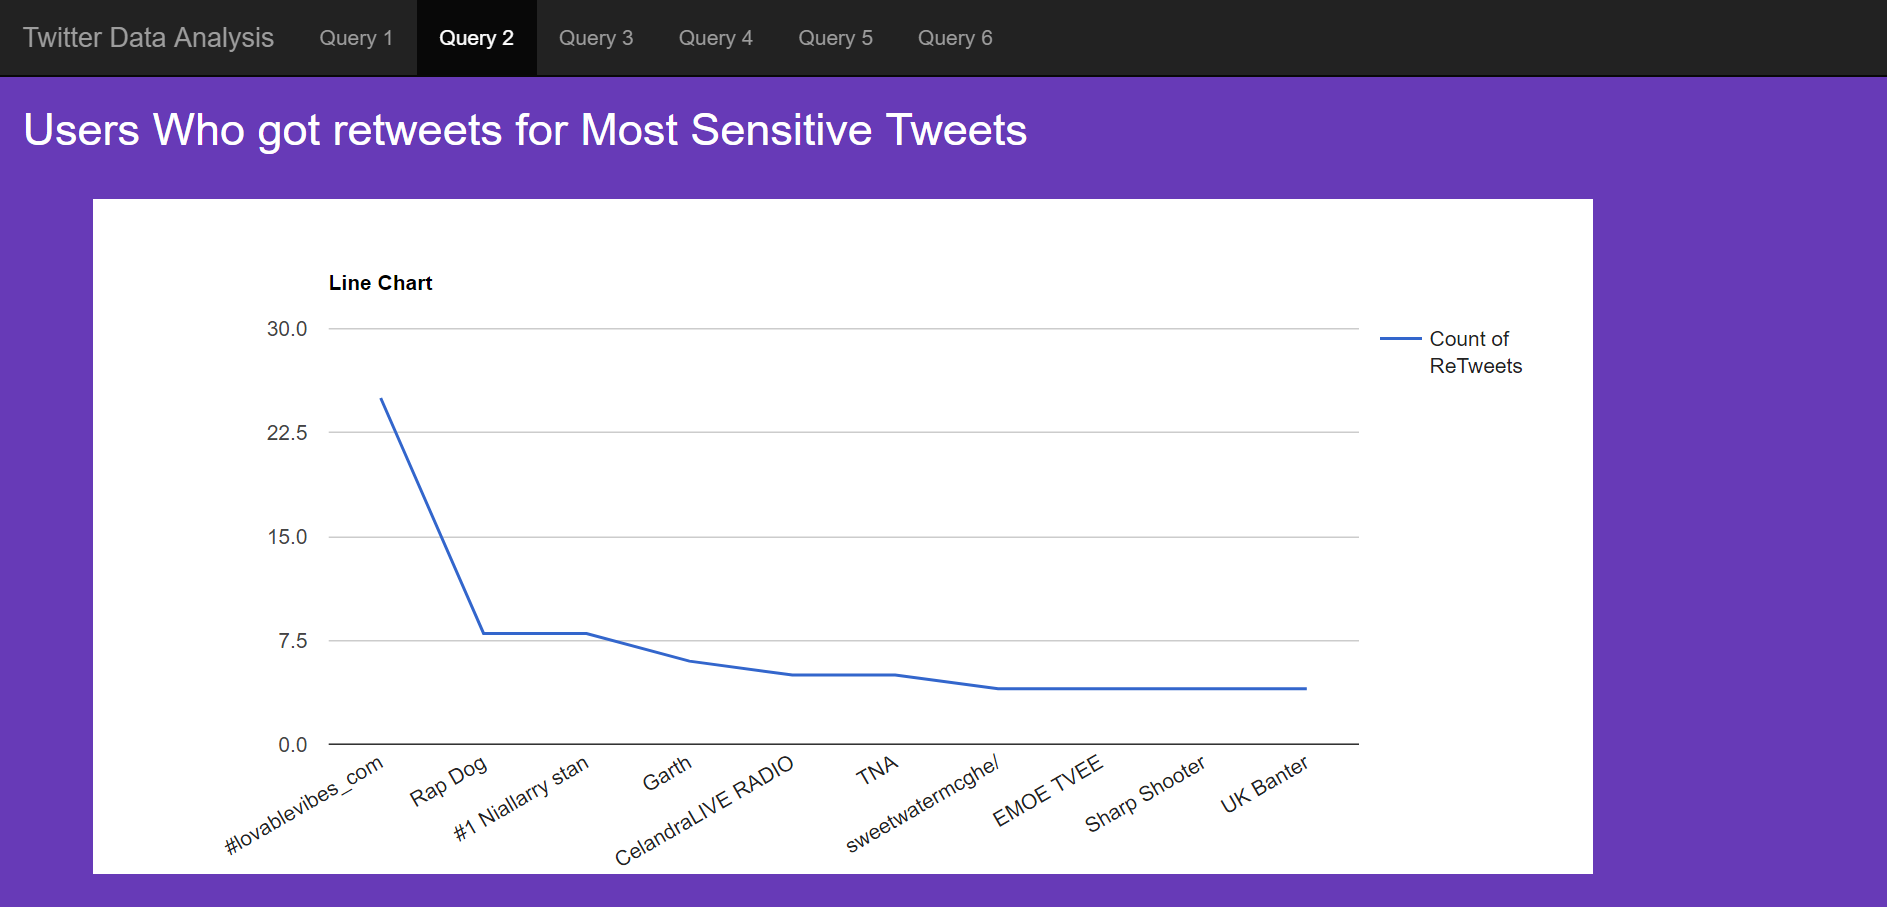 Twitter Data Analysis Query 1 Query 2 Query 3 Query 4 Query 5 Query 6
Users Who got retweets for Most Sensitive Tweets
Line Chart
30.0
22.5
15.0
7.5
0.0
Count of
ReTweets
#lovablevibes_com
Rap Dog
#1 Niallarry stan
Garth
CelandraLIVE RADIO
TNA
sweetwatermcghe/
EMOE TVEE
Sharp Shooter
UK Banter